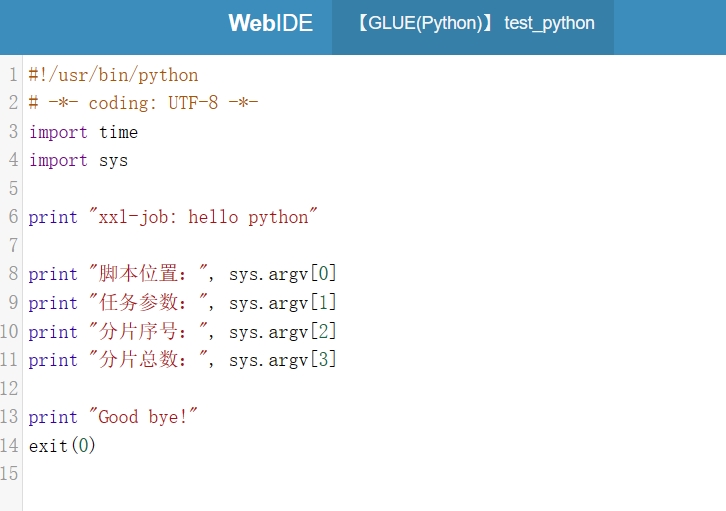 WebIDE 【GLUE(Python)】 test_python
1 #!/usr/bin/python
2 # -*- coding: UTF-8 -*-
3 import time
4 import sys
5
6 print "xxl-job: hello python"
7
8 print "脚本位置：", sys.argv[0]
9 print "任务参数：", sys.argv[1]
10 print "分片序号：", sys.argv[2]
11 print "分片总数：", sys.argv[3]
12
13 print "Good bye!"
14 exit(0)
15